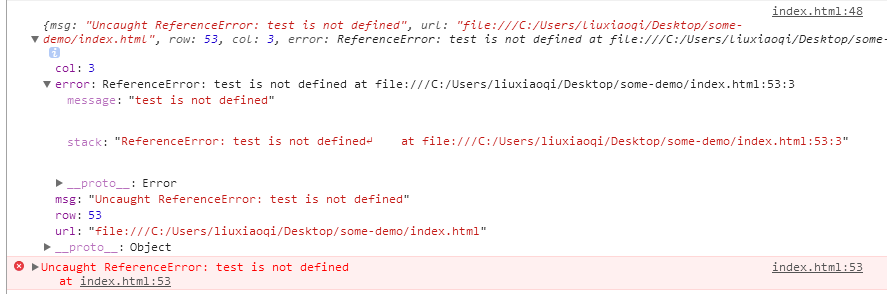 index.html:48
{msg: "Uncaught ReferenceError: test is not defined", url: "file:///C:/Users/liuxiaoqi/Desktop/some-
demo/index.html", row: 53, col: 3, error: ReferenceError: test is not defined at file:///C:/Users/liuxiaoqi/Desktop/some-
i
col: 3
error: ReferenceError: test is not defined at file:///C:/Users/liuxiaoqi/Desktop/some-demo/index.html:53:3
message: "test is not defined"
stack: "ReferenceError: test is not defined↵    at file:///C:/Users/liuxiaoqi/Desktop/some-demo/index.html:53:3"
__proto__: Error
msg: "Uncaught ReferenceError: test is not defined"
row: 53
url: "file:///C:/Users/liuxiaoqi/Desktop/some-demo/index.html"
__proto__: Object
Uncaught ReferenceError: test is not defined index.html:53
at index.html:53